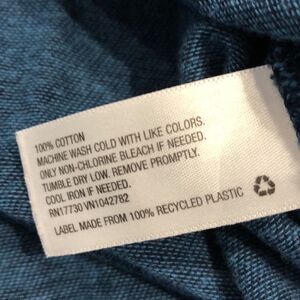 100% COTTON
MACHINE WASH COLD WITH LIKE COLORS.
ONLY NON-CHLORINE BLEACH IF NEEDED.
TUMBLE DRY LOW. REMOVE PROMPTLY.
COOL IRON IF NEEDED.
RN17730 VN1042782
LABEL MADE FROM 100% RECYCLED PLASTIC